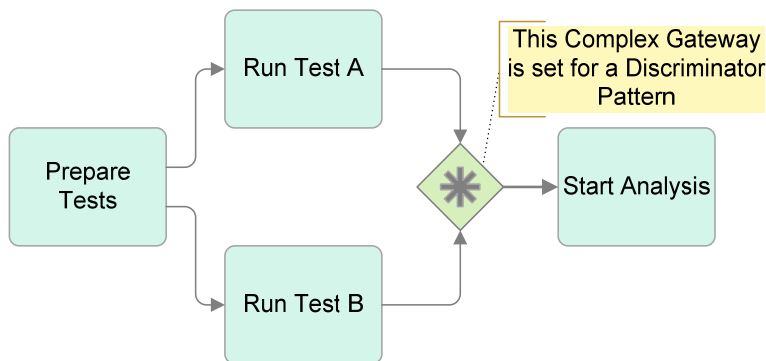 Run Test A
This Complex Gateway
is set for a Discriminator
Pattern
Prepare
Tests
Start Analysis
Run Test B